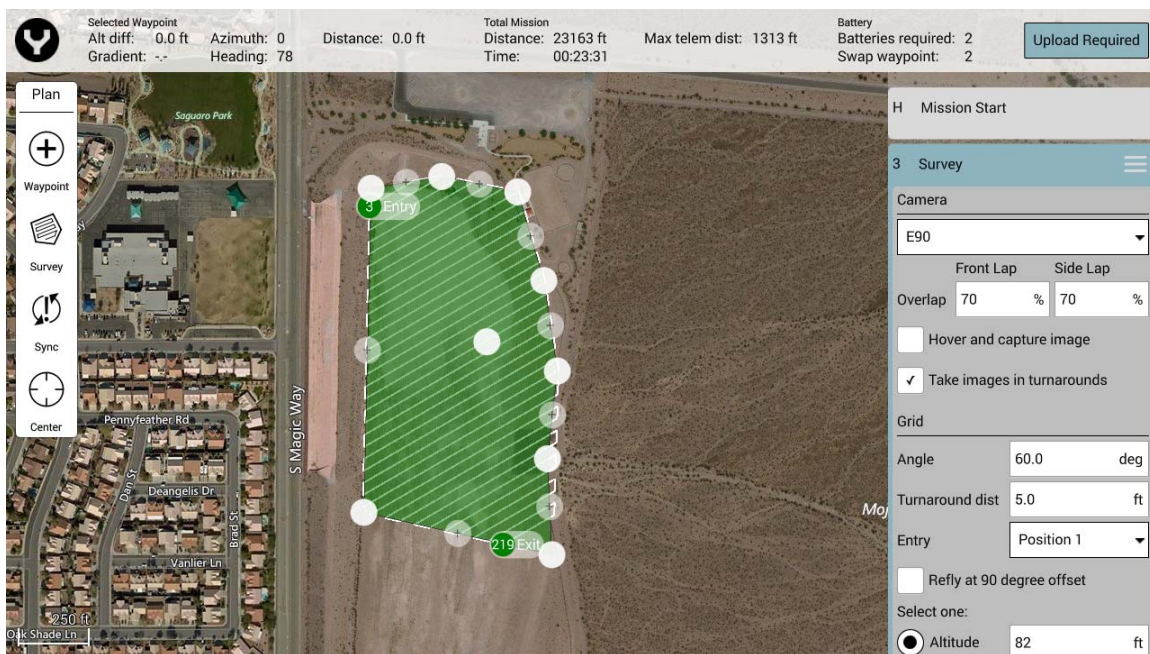 Selected Waypoint
Alt diff: 0.0 ft Azimuth: 0 Distance: 0.0 ft
Gradient: -.- Heading: 78
Total Mission
Distance: 23163 ft Max telem dist: 1313 ft
Time: 00:23:31
Battery
Batteries required: 2
Swap waypoint: 2
Upload Required
Plan
Waypoint
Survey
Sync
Center
Saguaro Park
S Magic Way
Pennyfeather Rd
Dan St
Deangelis Dr
Brad St
Vanlier Ln
250 ft
Oak Shade Ln
3 Entry
219 Exit
Moj
H Mission Start
3 Survey
Camera
E90
Front Lap Side Lap
Overlap 70 % 70 %
Hover and capture image
Take images in turnarounds
Grid
Angle 60.0 deg
Turnaround dist 5.0 ft
Entry Position 1
Refly at 90 degree offset
Select one:
Altitude 82 ft